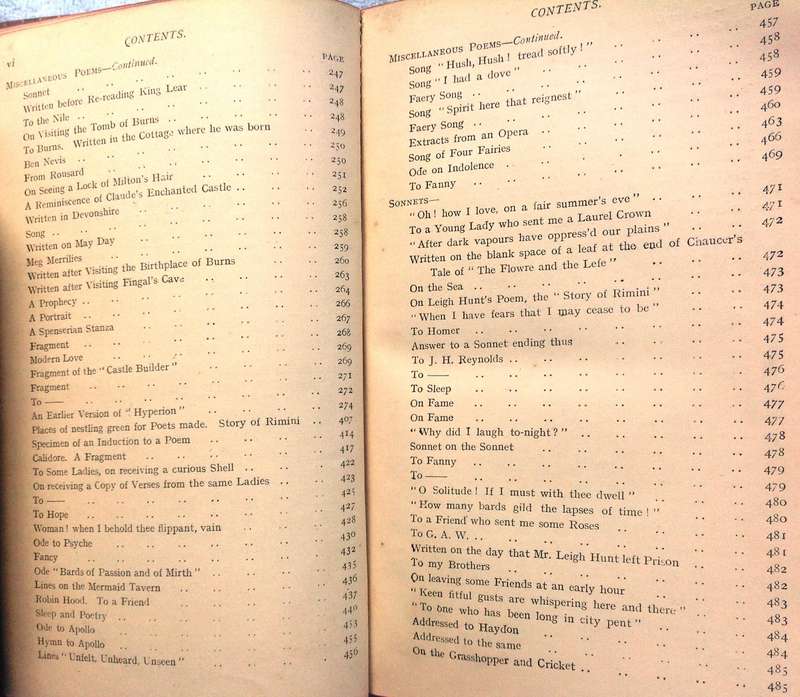 vi CONTENTS.
PAGE
Miscellaneous Poems—Continued.
Sonnet .. .. .. .. .. .. 247
Written before Re-reading King Lear .. .. .. 247
To the Nile .. .. .. .. .. 248
On Visiting the Tomb of Burns .. .. .. .. 248
To Burns. Written in the Cottage where he was born .. 249
Ben Nevis .. .. .. .. .. 250
From Rousard .. .. .. .. .. 250
On Seeing a Lock of Milton's Hair .. .. .. 251
A Reminiscence of Claude's Enchanted Castle .. .. 252
Written in Devonshire .. .. .. .. 256
Song .. .. .. .. .. .. 258
Written on May Day .. .. .. .. 258
Meg Merrilies .. .. .. .. .. 259
Written after Visiting the Birthplace of Burns .. .. 260
Written after Visiting Fingal's Cave .. .. .. 263
A Prophecy .. .. .. .. .. 264
A Portrait .. .. .. .. .. 266
A Spenserian Stanza .. .. .. .. 267
Fragment .. .. .. .. .. 268
Modern Love .. .. .. .. .. 269
Fragment of the "Castle Builder" .. .. .. 269
Fragment .. .. .. .. .. 271
To —— .. .. .. .. .. 272
An Earlier Version of "Hyperion" .. .. .. 274
Places of nestling green for Poets made. Story of Rimini .. 407
Specimen of an Induction to a Poem .. .. .. 414
Calidore. A Fragment .. .. .. .. 417
To Some Ladies, on receiving a curious Shell .. .. 422
On receiving a Copy of Verses from the same Ladies .. 423
To —— .. .. .. .. .. 425
To Hope .. .. .. .. .. 427
Woman! when I behold thee flippant, vain .. .. 428
Ode to Psyche .. .. .. .. .. 430
Fancy .. .. .. .. .. 432
Ode "Bards of Passion and of Mirth" .. .. .. 435
Lines on the Mermaid Tavern .. .. .. 436
Robin Hood. To a Friend .. .. .. .. 437
Sleep and Poetry .. .. .. .. 440
Ode to Apollo .. .. .. .. .. 453
Hymn to Apollo .. .. .. .. .. 455
Lines "Unfelt, Unheard, Unseen" .. .. .. 456
CONTENTS.
PAGE
Miscellaneous Poems—Continued.
Song "Hush, Hush! tread softly!" .. .. .. 457
Song "I had a dove" .. .. .. .. 458
Faery Song .. .. .. .. .. 458
Song "Spirit here that reignest" .. .. .. 459
Faery Song .. .. .. .. .. 459
Extracts from an Opera .. .. .. .. 460
Song of Four Fairies .. .. .. .. 463
Ode on Indolence .. .. .. .. 466
To Fanny .. .. .. .. .. 469
Sonnets—
"Oh! how I love, on a fair summer's eve" .. .. 471
To a Young Lady who sent me a Laurel Crown .. .. 471
"After dark vapours have oppress'd our plains" .. .. 472
Written on the blank space of a leaf at the end of Chaucer's
Tale of "The Flowre and the Lefe" .. .. .. 472
On the Sea .. .. .. .. .. 473
On Leigh Hunt's Poem, the "Story of Rimini" .. .. 473
"When I have fears that I may cease to be" .. .. 474
To Homer .. .. .. .. .. 474
Answer to a Sonnet ending thus .. .. .. 475
To J. H. Reynolds .. .. .. .. .. 475
To —— .. .. .. .. .. 476
To Sleep .. .. .. .. .. 476
On Fame .. .. .. .. .. 477
On Fame .. .. .. .. .. 477
"Why did I laugh to-night?" .. .. .. .. 478
Sonnet on the Sonnet .. .. .. .. 478
To Fanny .. .. .. .. .. 479
To —— .. .. .. .. .. 479
"O Solitude! If I must with thee dwell" .. .. 480
"How many bards gild the lapses of time!" .. .. 480
To a Friend who sent me some Roses .. .. .. 481
To G. A. W. .. .. .. .. .. 481
Written on the day that Mr. Leigh Hunt left Prison .. 482
To my Brothers .. .. .. .. .. 482
On leaving some Friends at an early hour .. .. 483
"Keen fitful gusts are whispering here and there" .. 483
"To one who has been long in city pent" .. .. 484
Addressed to Haydon .. .. .. .. 484
Addressed to the same .. .. .. .. 485
On the Grasshopper and Cricket .. .. .. .. 485